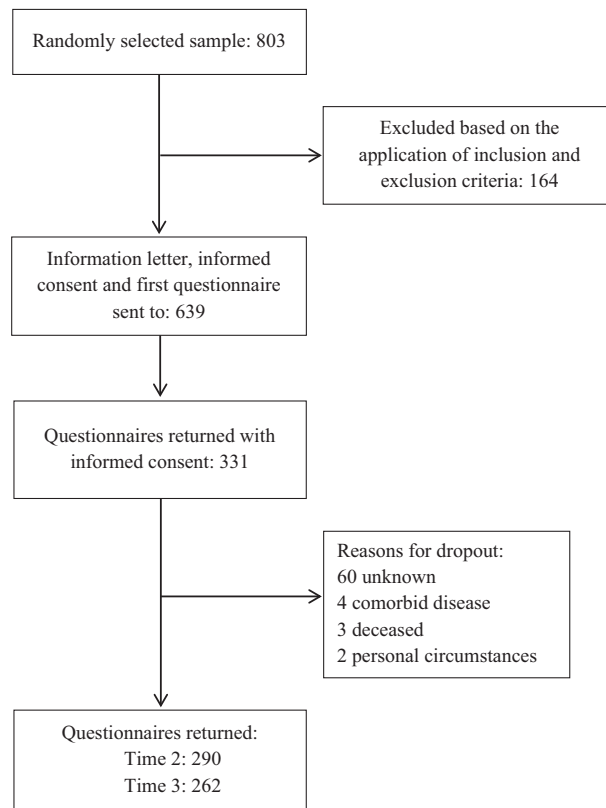 Randomly selected sample: 803
Excluded based on the
application of inclusion and
exclusion criteria: 164
Information letter, informed
consent and first questionnaire
sent to: 639
Questionnaires returned with
informed consent: 331
Reasons for dropout:
60 unknown
4 comorbid disease
3 deceased
2 personal circumstances
Questionnaires returned:
Time 2: 290
Time 3: 262